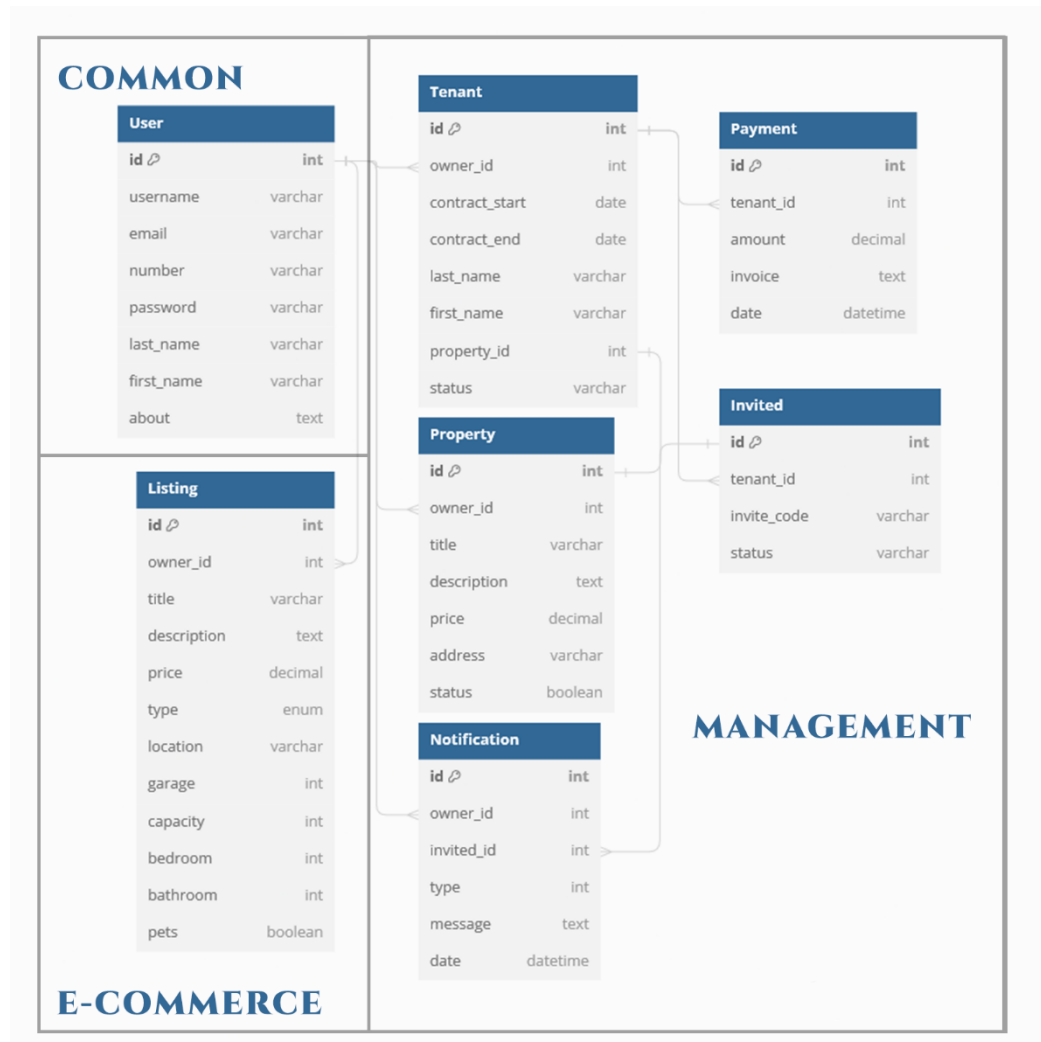 COMMON
User
id int
username varchar
email varchar
number varchar
password varchar
last_name varchar
first_name varchar
about text
Listing
id int
owner_id int
title varchar
description text
price decimal
type enum
location varchar
garage int
capacity int
bedroom int
bathroom int
pets boolean
E-COMMERCE
Tenant
id int
owner_id int
contract_start date
contract_end date
last_name varchar
first_name varchar
property_id int
status varchar
Property
id int
owner_id int
title varchar
description text
price decimal
address varchar
status boolean
Notification
id int
owner_id int
invited_id int
type int
message text
date datetime
Payment
id int
tenant_id int
amount decimal
invoice text
date datetime
Invited
id int
tenant_id int
invite_code varchar
status varchar
MANAGEMENT